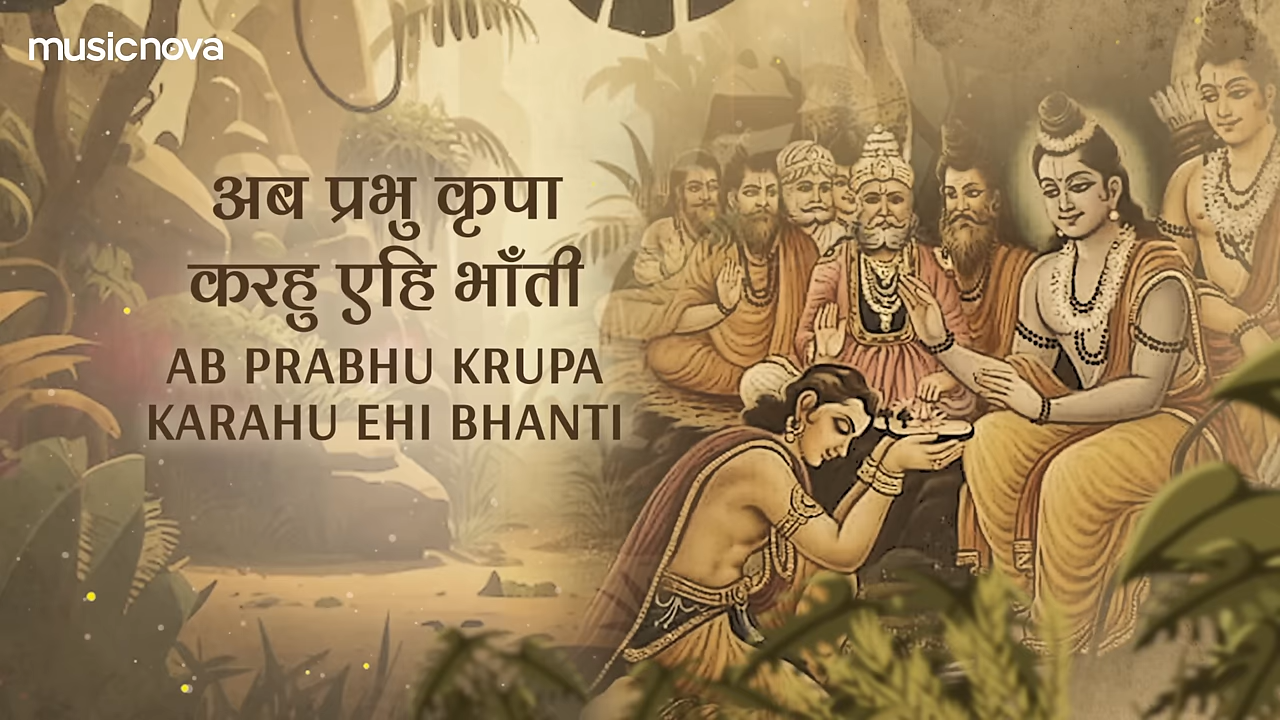 musicnova
अब प्रभु कृपा
करहु एहि भाँती
AB PRABHU KRUPA
KARAHU EHI BHANTI